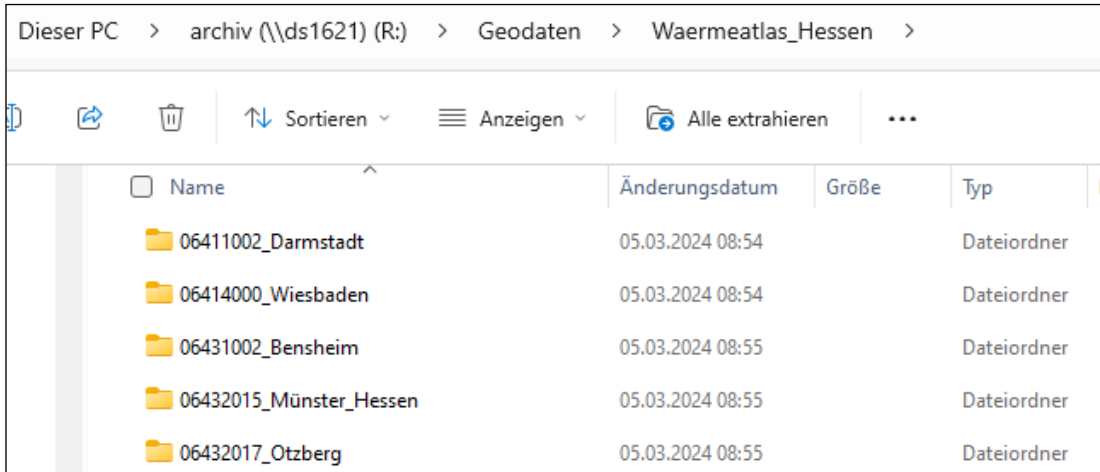 Dieser PC > archiv (\\ds1621) (R:) > Geodaten > Waermeatlas_Hessen >
Sortieren Anzeigen Alle extrahieren ...
Name Änderungsdatum Größe Typ
06411002_Darmstadt 05.03.2024 08:54 Dateiordner
06414000_Wiesbaden 05.03.2024 08:54 Dateiordner
06431002_Bensheim 05.03.2024 08:55 Dateiordner
06432015_Münster_Hessen 05.03.2024 08:55 Dateiordner
06432017_Otzberg 05.03.2024 08:55 Dateiordner